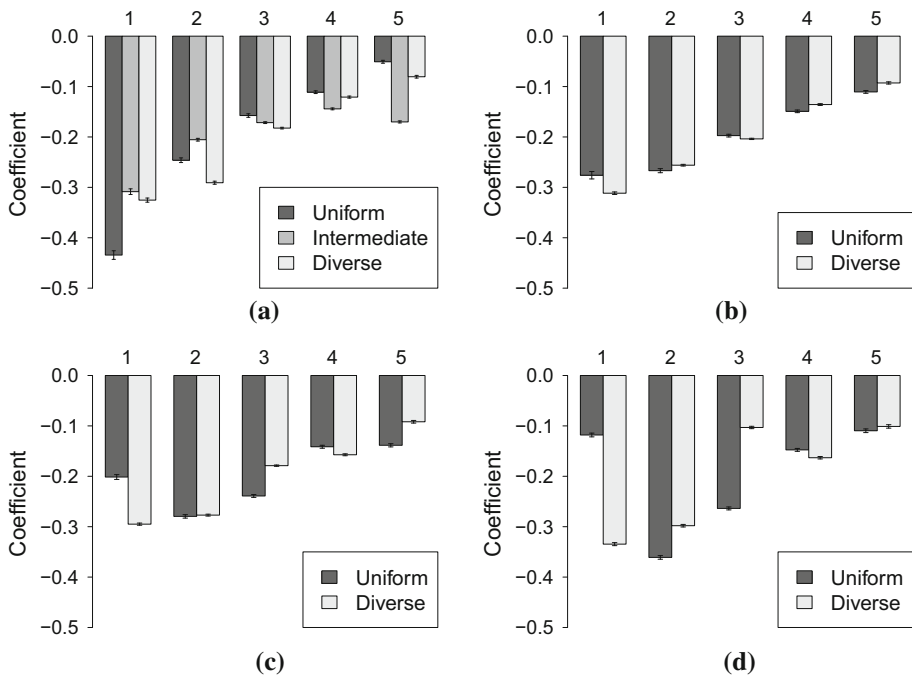 1 2 3 4 5
0.0
−0.1
−0.2
−0.3
−0.4
−0.5
Coefficient
Uniform
Intermediate
Diverse
(a)
1 2 3 4 5
0.0
−0.1
−0.2
−0.3
−0.4
−0.5
Coefficient
Uniform
Diverse
(b)
1 2 3 4 5
0.0
−0.1
−0.2
−0.3
−0.4
−0.5
Coefficient
Uniform
Diverse
(c)
1 2 3 4 5
0.0
−0.1
−0.2
−0.3
−0.4
−0.5
Coefficient
Uniform
Diverse
(d)